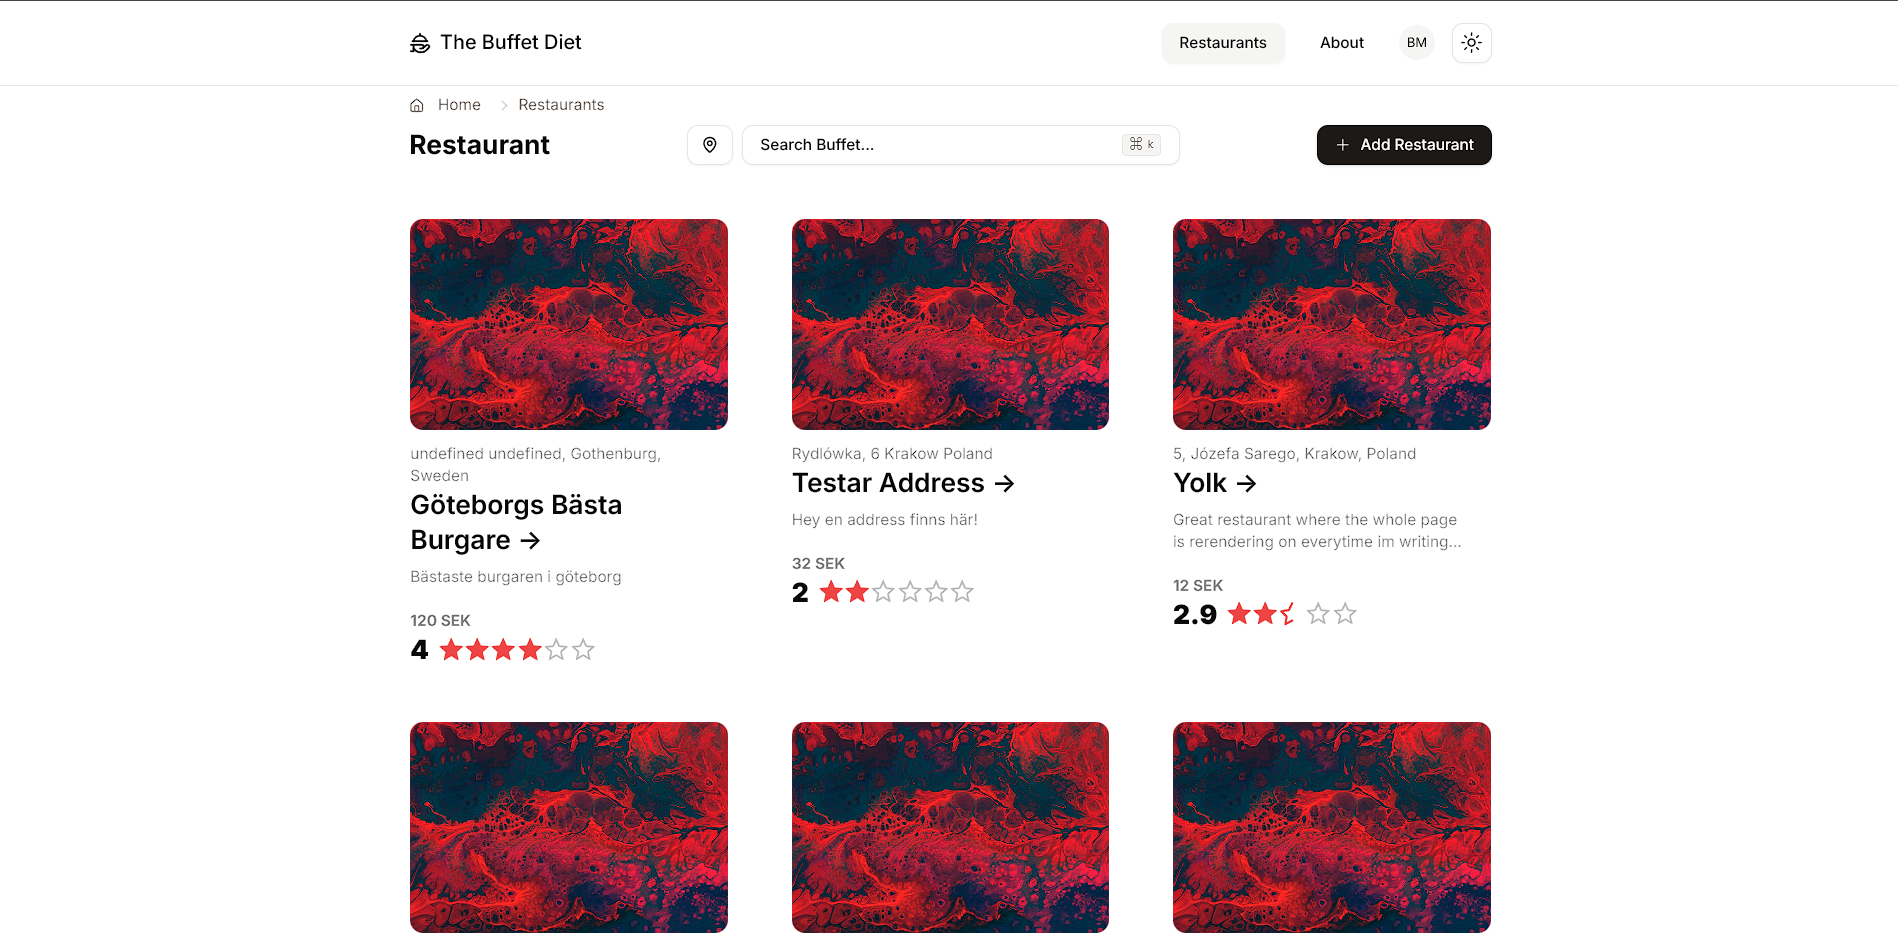 The Buffet Diet
Restaurants
About
BM
Home
Restaurants
Restaurant
Search Buffet...
⌘ k
Add Restaurant
undefined undefined, Gothenburg,
Sweden
Göteborgs Bästa
Burgare →
Bästaste burgaren i göteborg
120 SEK
4
Rydlówka, 6 Krakow Poland
Testar Address →
Hey en address finns här!
32 SEK
2
5, Józefa Sarego, Krakow, Poland
Yolk →
Great restaurant where the whole page
is rerendering on everytime im writing...
12 SEK
2.9